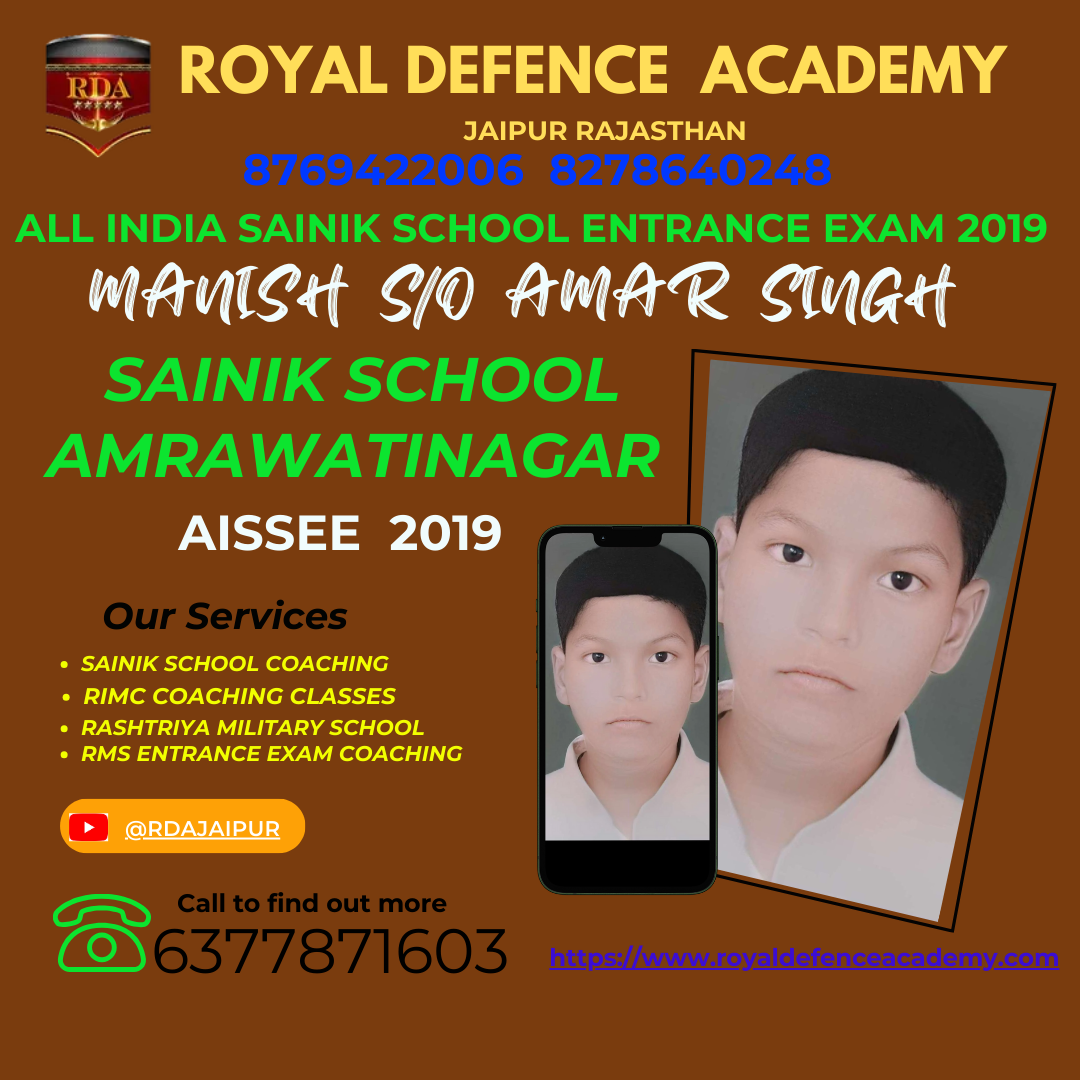 RDA
ROYAL DEFENCE ACADEMY
JAIPUR RAJASTHAN
8769422006 8278640248
ALL INDIA SAINIK SCHOOL ENTRANCE EXAM 2019
MANISH S/O AMAR SINGH
SAINIK SCHOOL
AMRAWATINAGAR
AISSEE 2019
Our Services
• SAINIK SCHOOL COACHING
• RIMC COACHING CLASSES
• RASHTRIYA MILITARY SCHOOL
• RMS ENTRANCE EXAM COACHING
@RDAJAIPUR
Call to find out more
6377871603
https://www.royaldefenceacademy.com